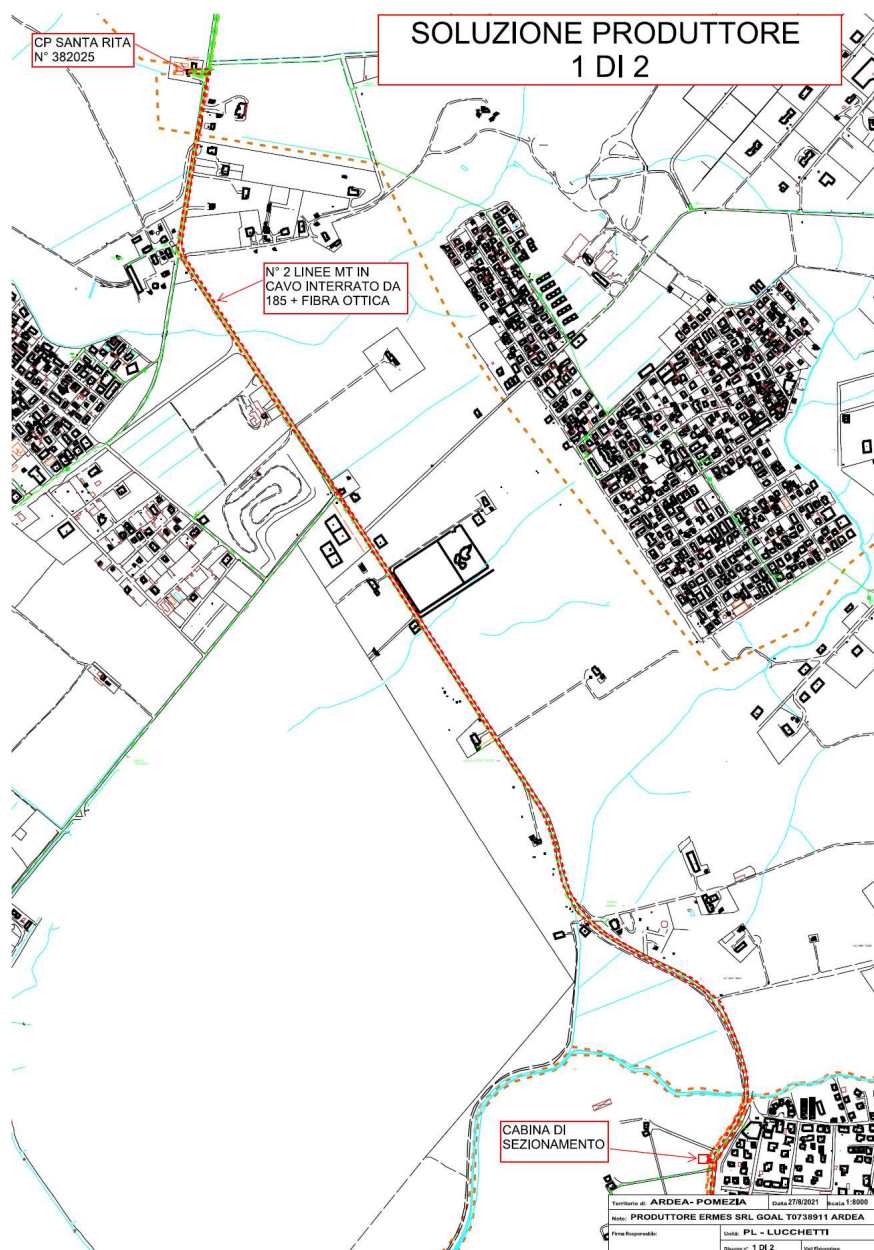 SOLUZIONE PRODUTTORE
1 DI 2
CP SANTA RITA
N° 382025
N° 2 LINEE MT IN
CAVO INTERRATO DA
185 + FIBRA OTTICA
CABINA DI
SEZIONAMENTO
Territorio di: ARDEA- POMEZIA Data 27/8/2021 Scala 1:8000
Note: PRODUTTORE ERMES SRL GOAL T0738911 ARDEA
Firma Responsabile: Unità: PL - LUCCHETTI
Disegno n° 1 DI 2